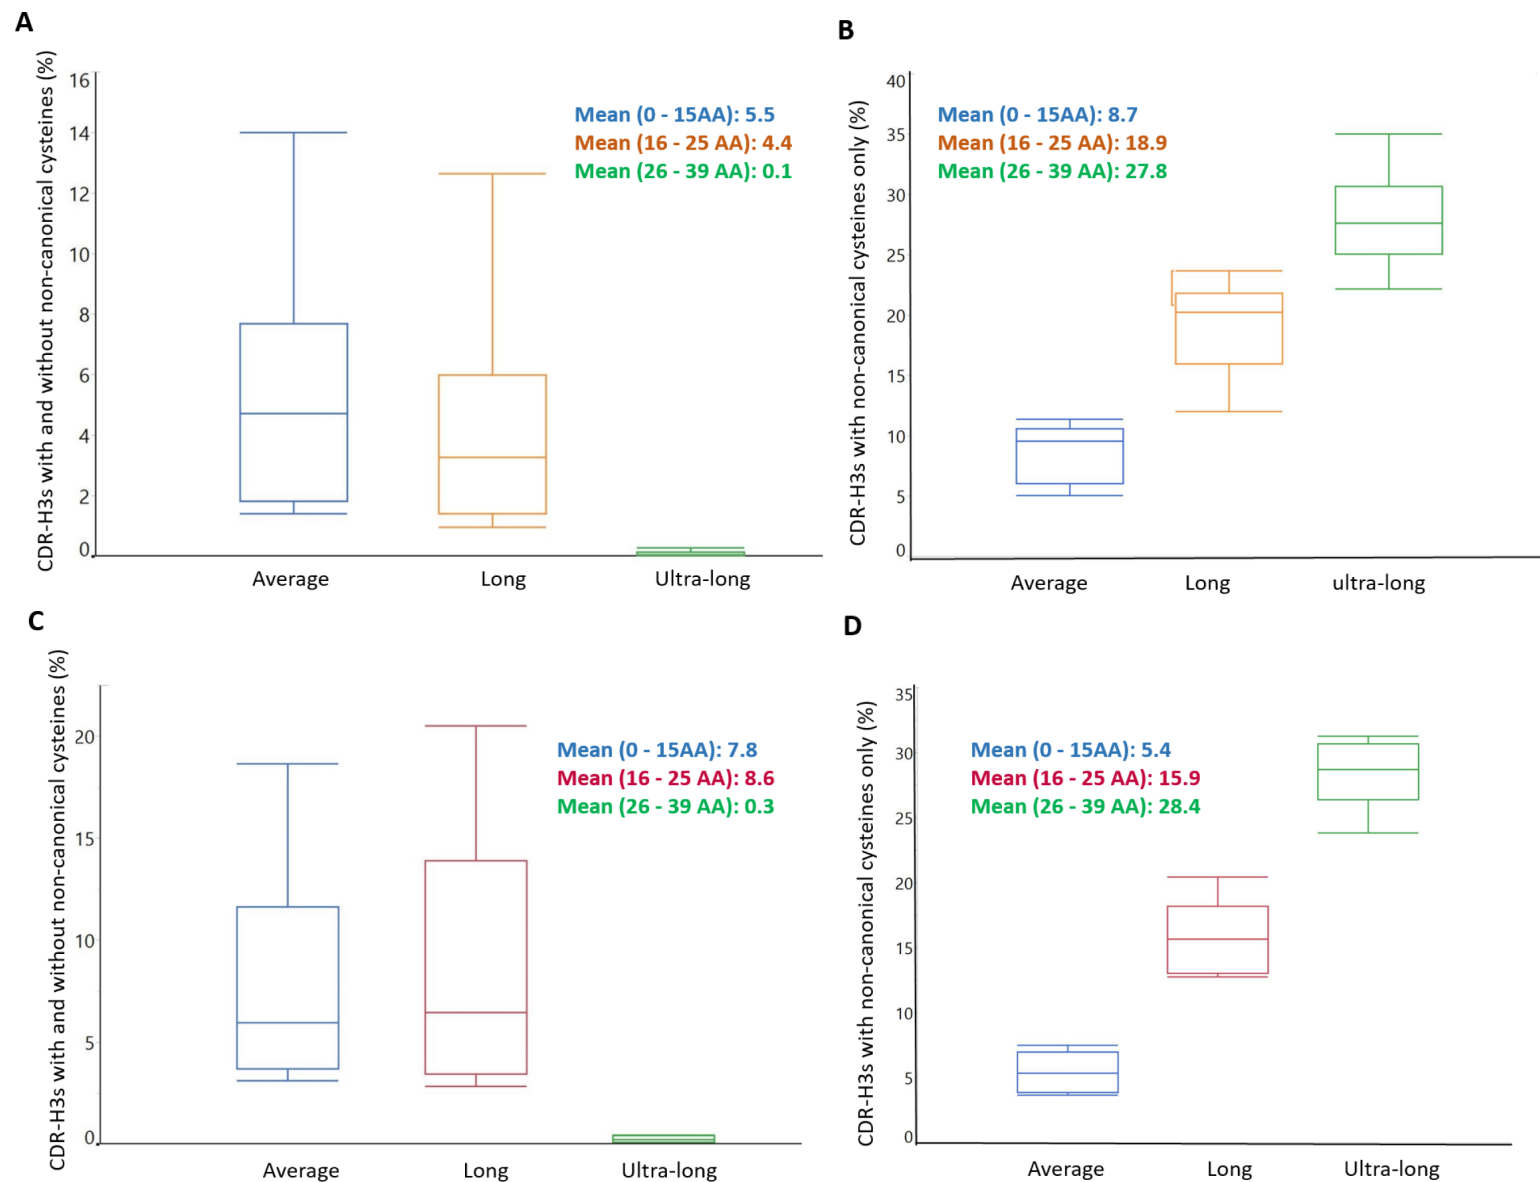 A
CDR-H3s with and without non-canonical cysteines (%)
16
14
12
10
8
6
4
2
0
Mean (0 - 15AA): 5.5
Mean (16 - 25 AA): 4.4
Mean (26 - 39 AA): 0.1
Average
Long
Ultra-long
B
CDR-H3s with non-canonical cysteines only (%)
40
35
30
25
20
15
10
5
0
Mean (0 - 15AA): 8.7
Mean (16 - 25 AA): 18.9
Mean (26 - 39 AA): 27.8
Average
Long
ultra-long
C
CDR-H3s with and without non-canonical cysteines (%)
20
15
10
5
0
Mean (0 - 15AA): 7.8
Mean (16 - 25 AA): 8.6
Mean (26 - 39 AA): 0.3
Average
Long
Ultra-long
D
CDR-H3s with non-canonical cysteines only (%)
35
30
25
20
15
10
5
0
Mean (0 - 15AA): 5.4
Mean (16 - 25 AA): 15.9
Mean (26 - 39 AA): 28.4
Average
Long
Ultra-long